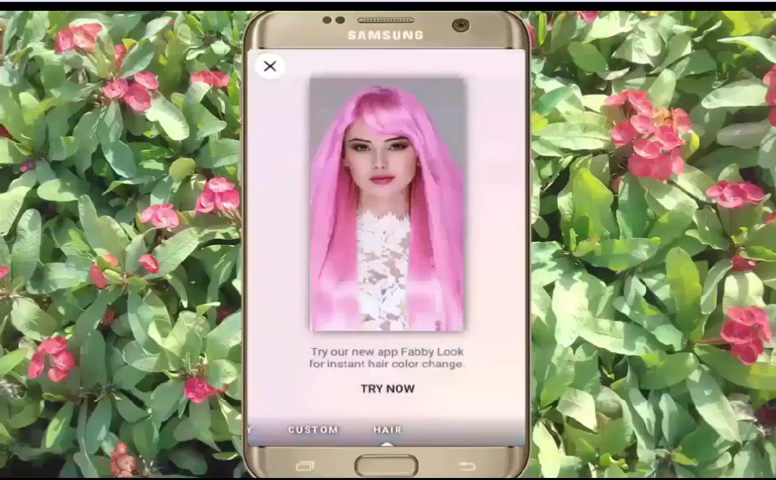 SAMSUNG
Try our new app Fabby Look
for instant hair color change.
TRY NOW
Y CUSTOM HAIR